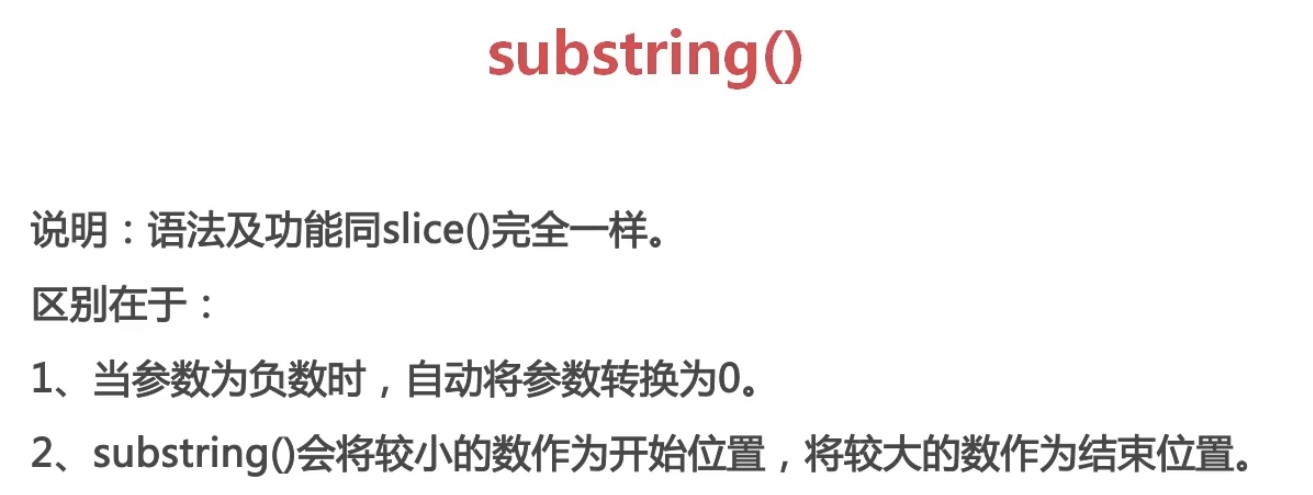 substring()
说明：语法及功能同slice()完全一样。
区别在于：
1、当参数为负数时，自动将参数转换为0。
2、substring()会将较小的数作为开始位置，将较大的数作为结束位置。